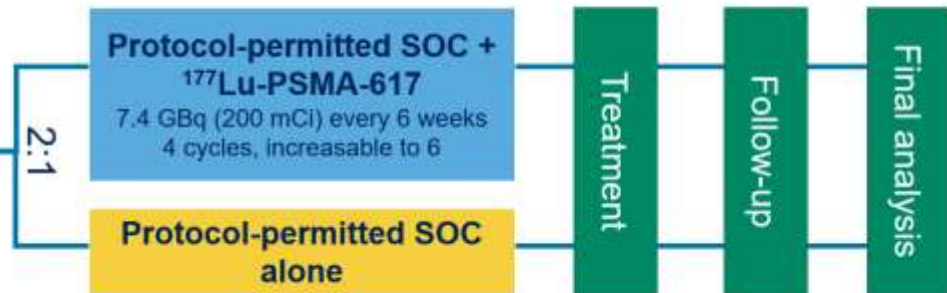 2:1
Protocol-permitted SOC +
¹⁷⁷Lu-PSMA-617
7.4 GBq (200 mCi) every 6 weeks
4 cycles, increasable to 6
Protocol-permitted SOC
alone
Treatment
Follow-up
Final analysis